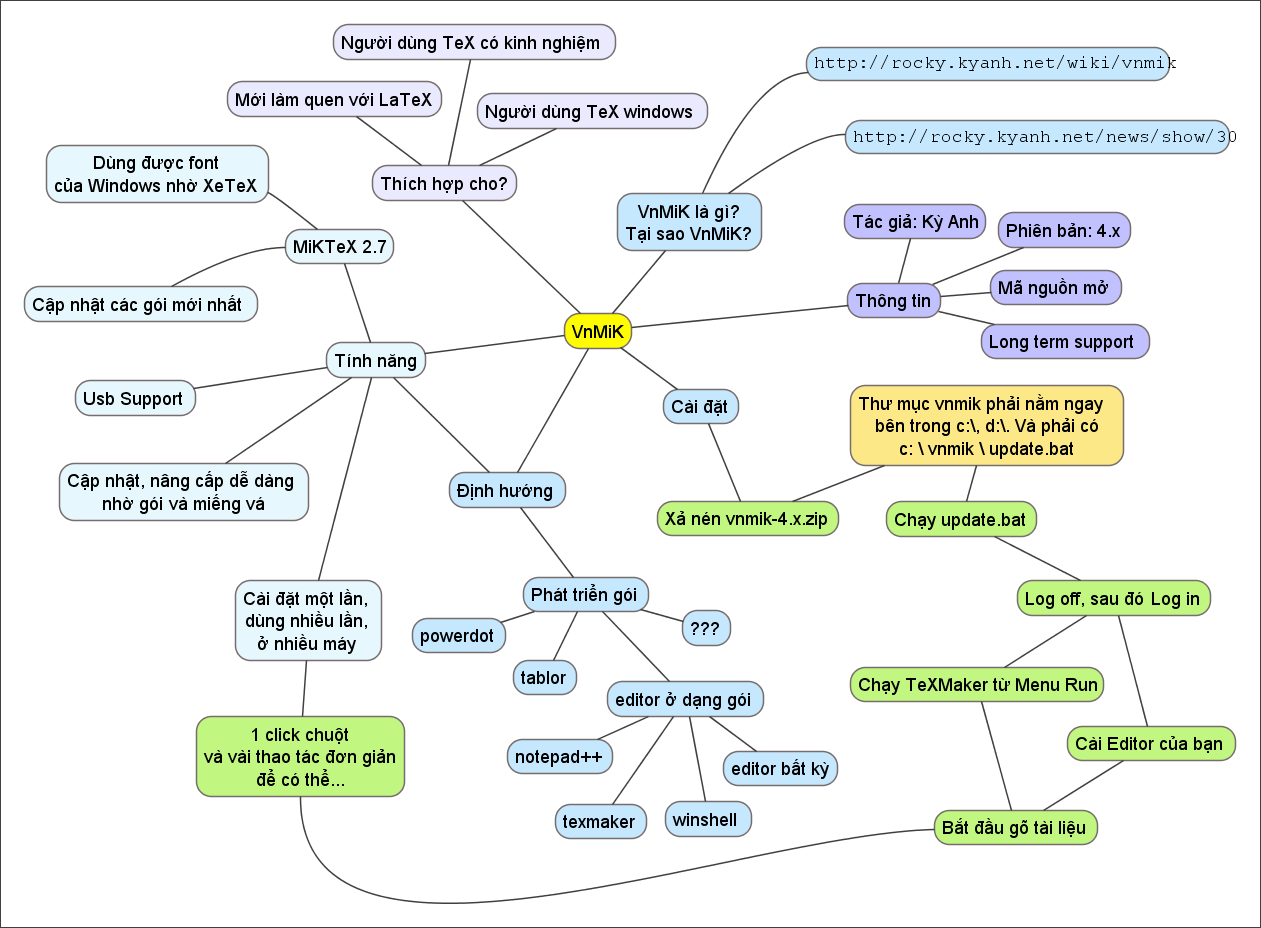 Người dùng TeX có kinh nghiệm
Mới làm quen với LaTeX
Người dùng TeX windows
Thích hợp cho?
http://rocky.kyanh.net/wiki/vnmik
http://rocky.kyanh.net/news/show/30
VnMiK là gì?
Tại sao VnMiK?
Dùng được font
của Windows nhờ XeTeX
MiKTeX 2.7
Cập nhật các gói mới nhất
Tác giả: Kỳ Anh
Phiên bản: 4.x
Mã nguồn mở
Thông tin
Long term support
VnMiK
Tính năng
Usb Support
Cập nhật, nâng cấp dễ dàng
nhờ gói và miếng vá
Cài đặt một lần,
dùng nhiều lần,
ở nhiều máy
1 click chuột
và vài thao tác đơn giản
để có thể...
Định hướng
Phát triển gói
powerdot
tablor
???
editor ở dạng gói
notepad++
texmaker
winshell
editor bất kỳ
Cài đặt
Xả nén vnmik-4.x.zip
Thư mục vnmik phải nằm ngay
bên trong c:\, d:\. Và phải có
c: \ vnmik \ update.bat
Chạy update.bat
Log off, sau đó Log in
Chạy TeXMaker từ Menu Run
Cài Editor của bạn
Bắt đầu gõ tài liệu